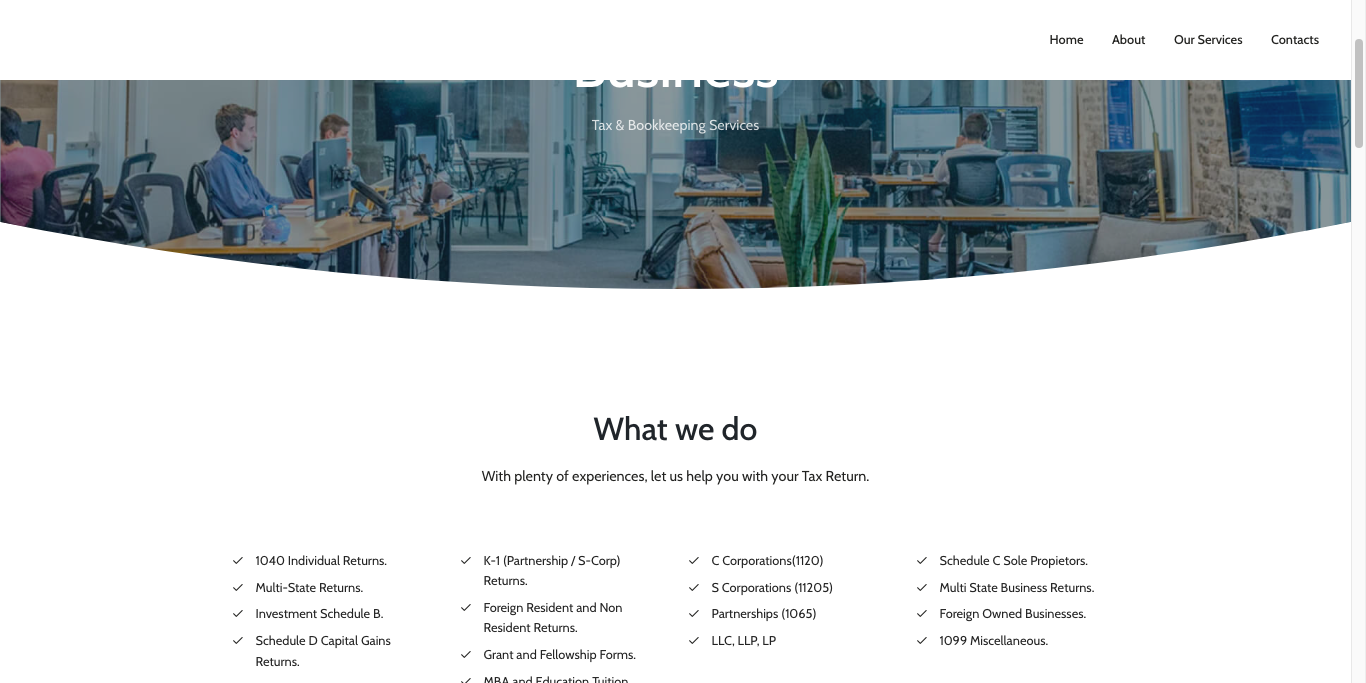 Home About Our Services Contacts
Business
Tax & Bookkeeping Services
What we do
With plenty of experiences, let us help you with your Tax Return.
1040 Individual Returns.
Multi-State Returns.
Investment Schedule B.
Schedule D Capital Gains
Returns.
K-1 (Partnership / S-Corp)
Returns.
Foreign Resident and Non
Resident Returns.
Grant and Fellowship Forms.
MBA and Education Tuition
C Corporations(1120)
S Corporations (11205)
Partnerships (1065)
LLC, LLP, LP
Schedule C Sole Propietors.
Multi State Business Returns.
Foreign Owned Businesses.
1099 Miscellaneous.